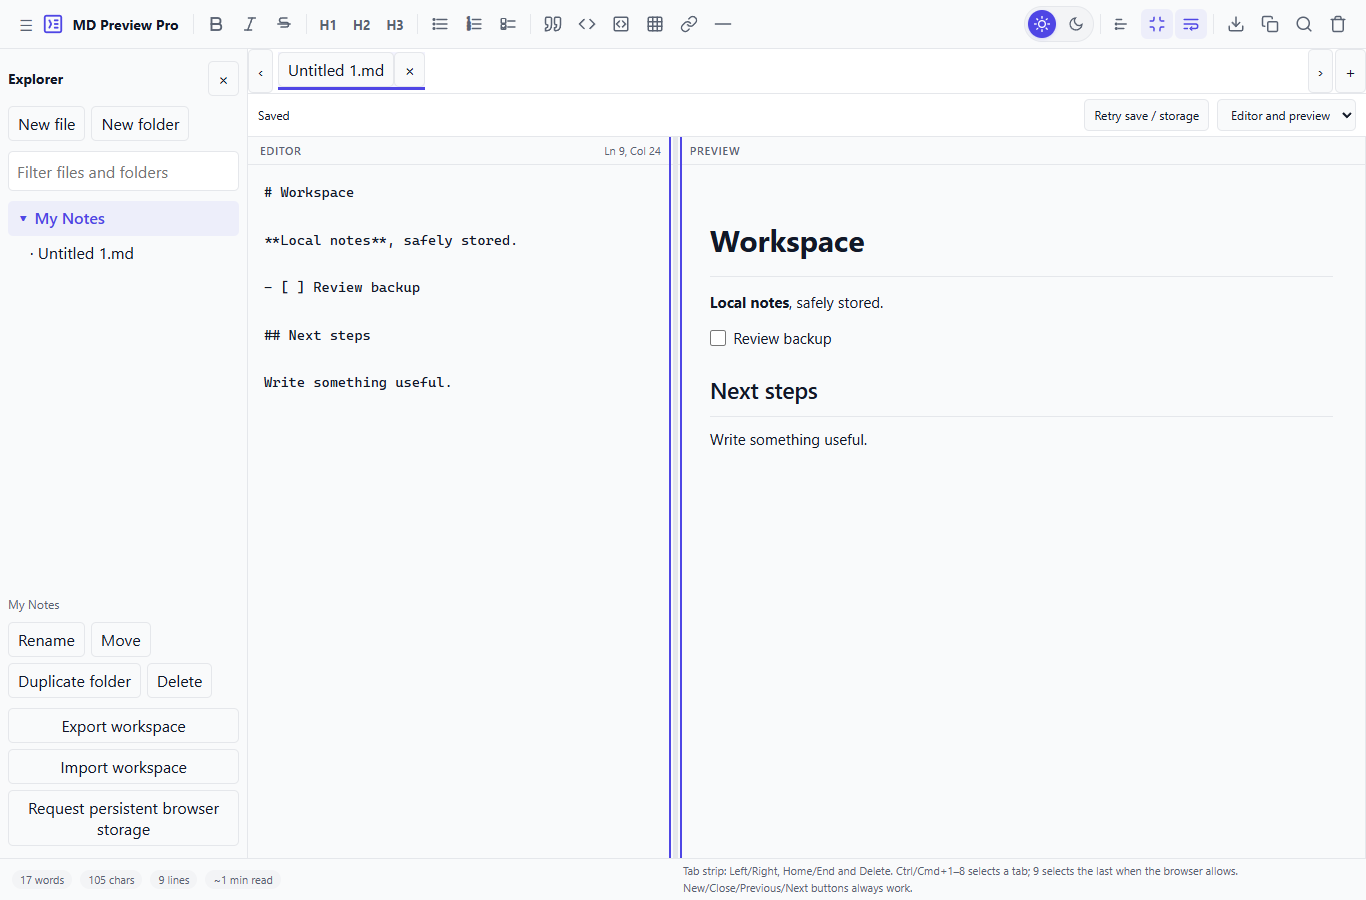 MD Preview Pro
B I S H1 H2 H3
Explorer ×
New file New folder
Filter files and folders
My Notes
· Untitled 1.md
My Notes
Rename Move
Duplicate folder Delete
Export workspace
Import workspace
Request persistent browser
storage
‹ Untitled 1.md × › +
Saved Retry save / storage Editor and preview
EDITOR Ln 9, Col 24
# Workspace
**Local notes**, safely stored.
- [ ] Review backup
## Next steps
Write something useful.
PREVIEW
Workspace
Local notes, safely stored.
Review backup
Next steps
Write something useful.
17 words 105 chars 9 lines ~1 min read
Tab strip: Left/Right, Home/End and Delete. Ctrl/Cmd+1–8 selects a tab; 9 selects the last when the browser allows.
New/Close/Previous/Next buttons always work.